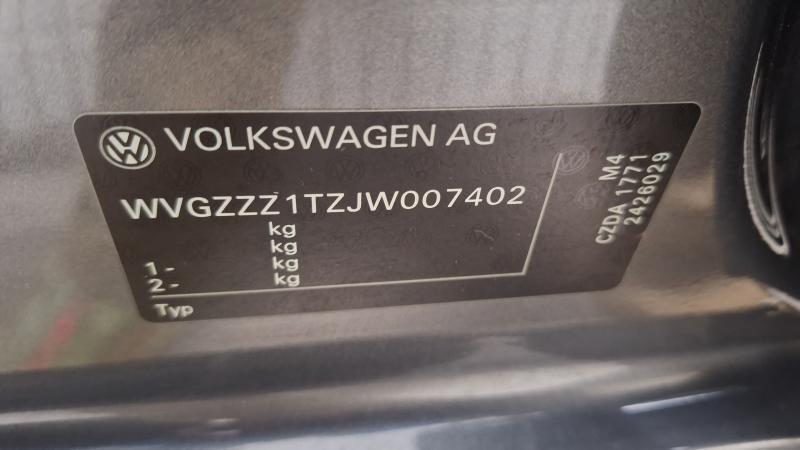 VOLKSWAGEN AG
WVGZZZ1TZJW007402
kg
kg
1 - kg
2 - kg
Typ
M4
CZDA 1771
2426029